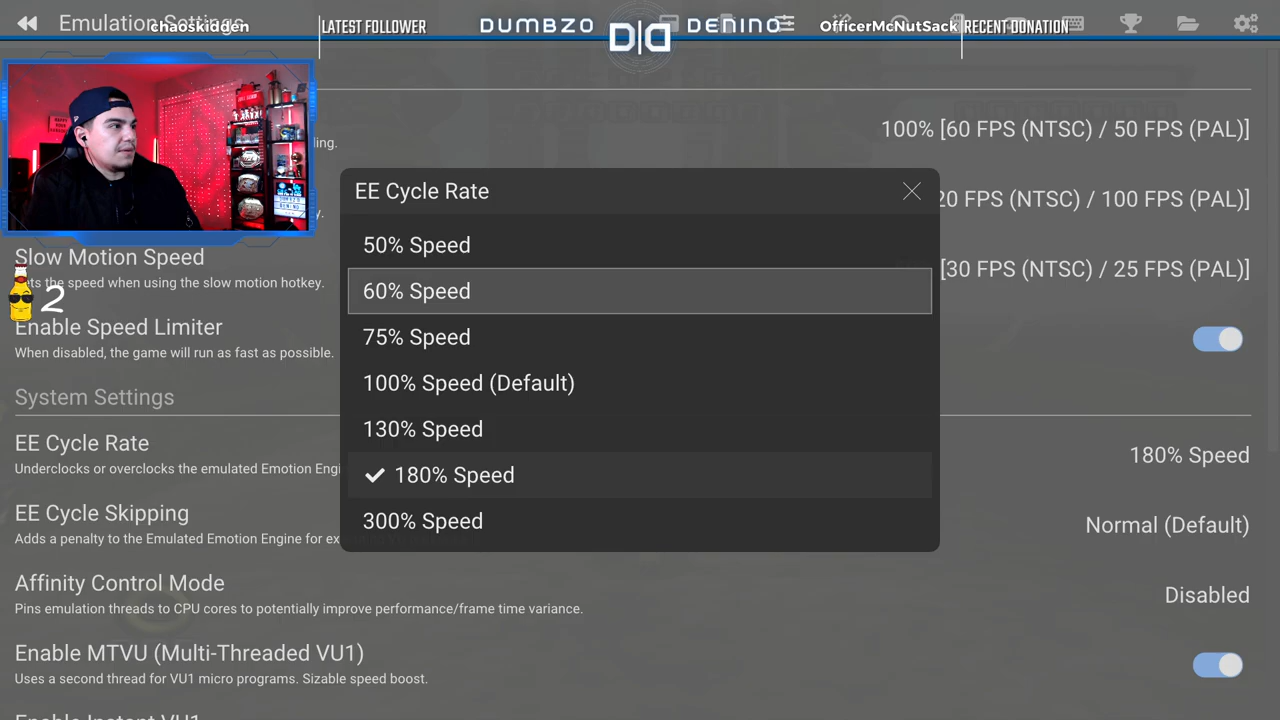 Emulation Settings
chaoskidgen
LATEST FOLLOWER
DUMBZO
D|D
DENINO
OfficerMcNutSack
RECENT DONATION
100% [60 FPS (NTSC) / 50 FPS (PAL)]
ling.
20 FPS (NTSC) / 100 FPS (PAL)]
y.
Slow Motion Speed
[30 FPS (NTSC) / 25 FPS (PAL)]
ets the speed when using the slow motion hotkey.
2
Enable Speed Limiter
When disabled, the game will run as fast as possible.
System Settings
EE Cycle Rate
180% Speed
Underclocks or overclocks the emulated Emotion Engi
EE Cycle Skipping
Normal (Default)
Adds a penalty to the Emulated Emotion Engine for ex
Affinity Control Mode
Disabled
Pins emulation threads to CPU cores to potentially improve performance/frame time variance.
Enable MTVU (Multi-Threaded VU1)
Uses a second thread for VU1 micro programs. Sizable speed boost.
Enable Instant VU1
EE Cycle Rate
50% Speed
60% Speed
75% Speed
100% Speed (Default)
130% Speed
180% Speed
300% Speed